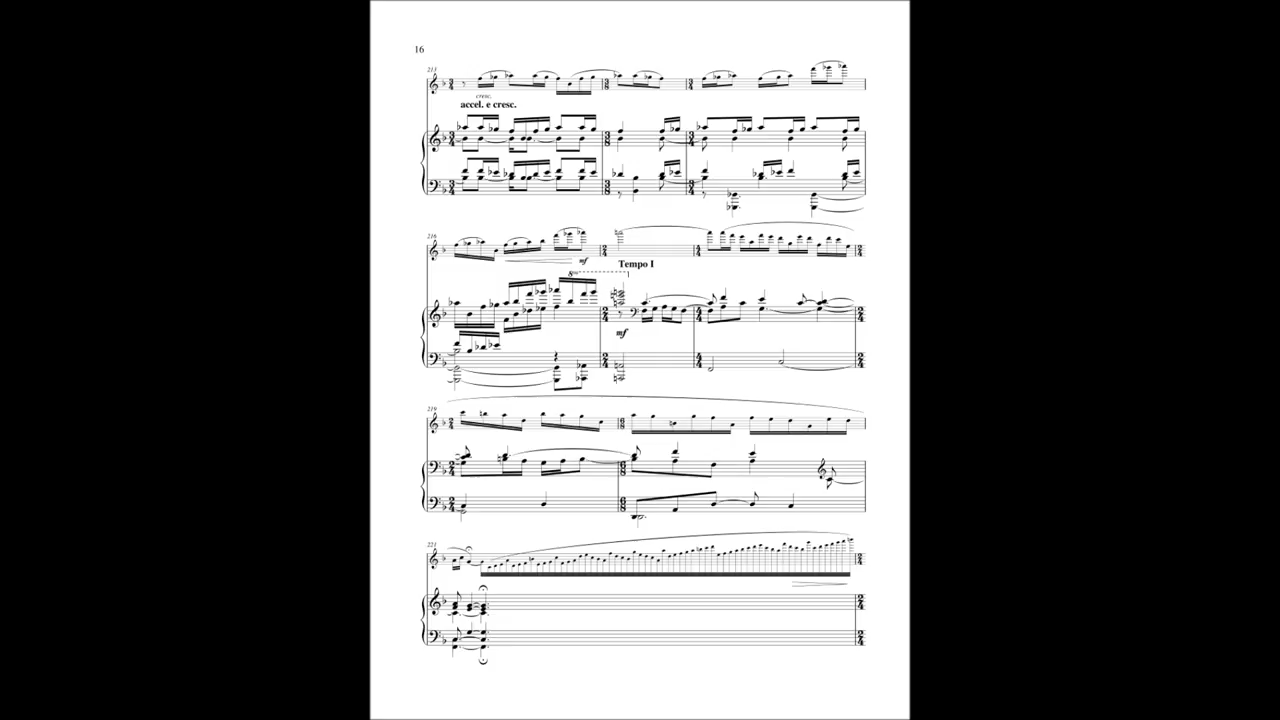 16
213
cresc.
accel. e cresc.
216
mf
Tempo I
8va
mf
219
221